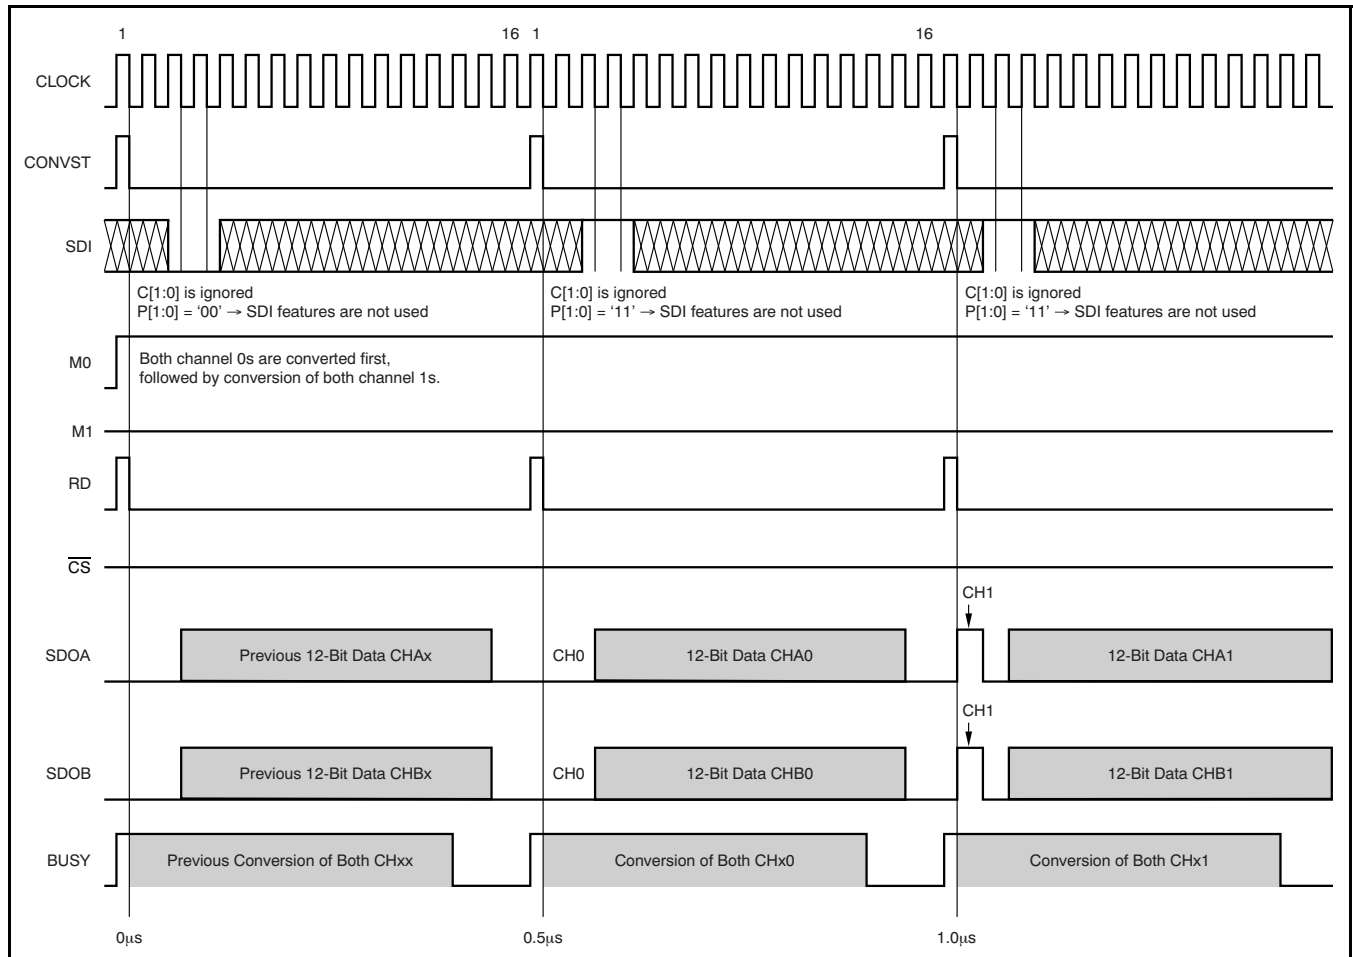 1 16 1 16
CLOCK
CONVST
SDI
C[1:0] is ignored
P[1:0] = ‘00’ → SDI features are not used
C[1:0] is ignored
P[1:0] = ‘11’ → SDI features are not used
C[1:0] is ignored
P[1:0] = ‘11’ → SDI features are not used
M0
Both channel 0s are converted first,
followed by conversion of both channel 1s.
M1
RD
CS
CH1
SDOA
Previous 12-Bit Data CHAx
CH0
12-Bit Data CHA0
12-Bit Data CHA1
CH1
SDOB
Previous 12-Bit Data CHBx
CH0
12-Bit Data CHB0
12-Bit Data CHB1
BUSY
Previous Conversion of Both CHxx
Conversion of Both CHx0
Conversion of Both CHx1
0µs
0.5µs
1.0µs